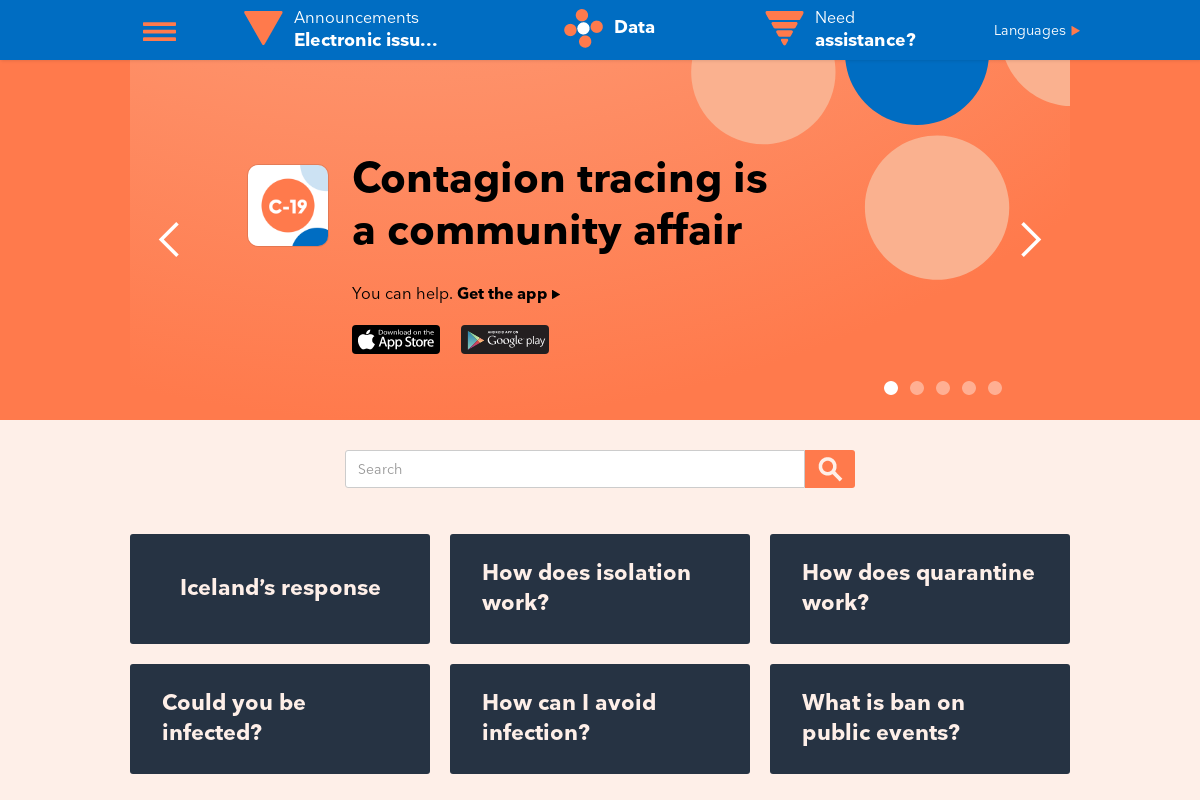 Announcements
Electronic issu...
Data
Need
assistance?
Languages
C-19
Contagion tracing is
a community affair
You can help. Get the app
Download on the
App Store
ANDROID APP ON
Google play
Search
Iceland’s response
How does isolation
work?
How does quarantine
work?
Could you be
infected?
How can I avoid
infection?
What is ban on
public events?